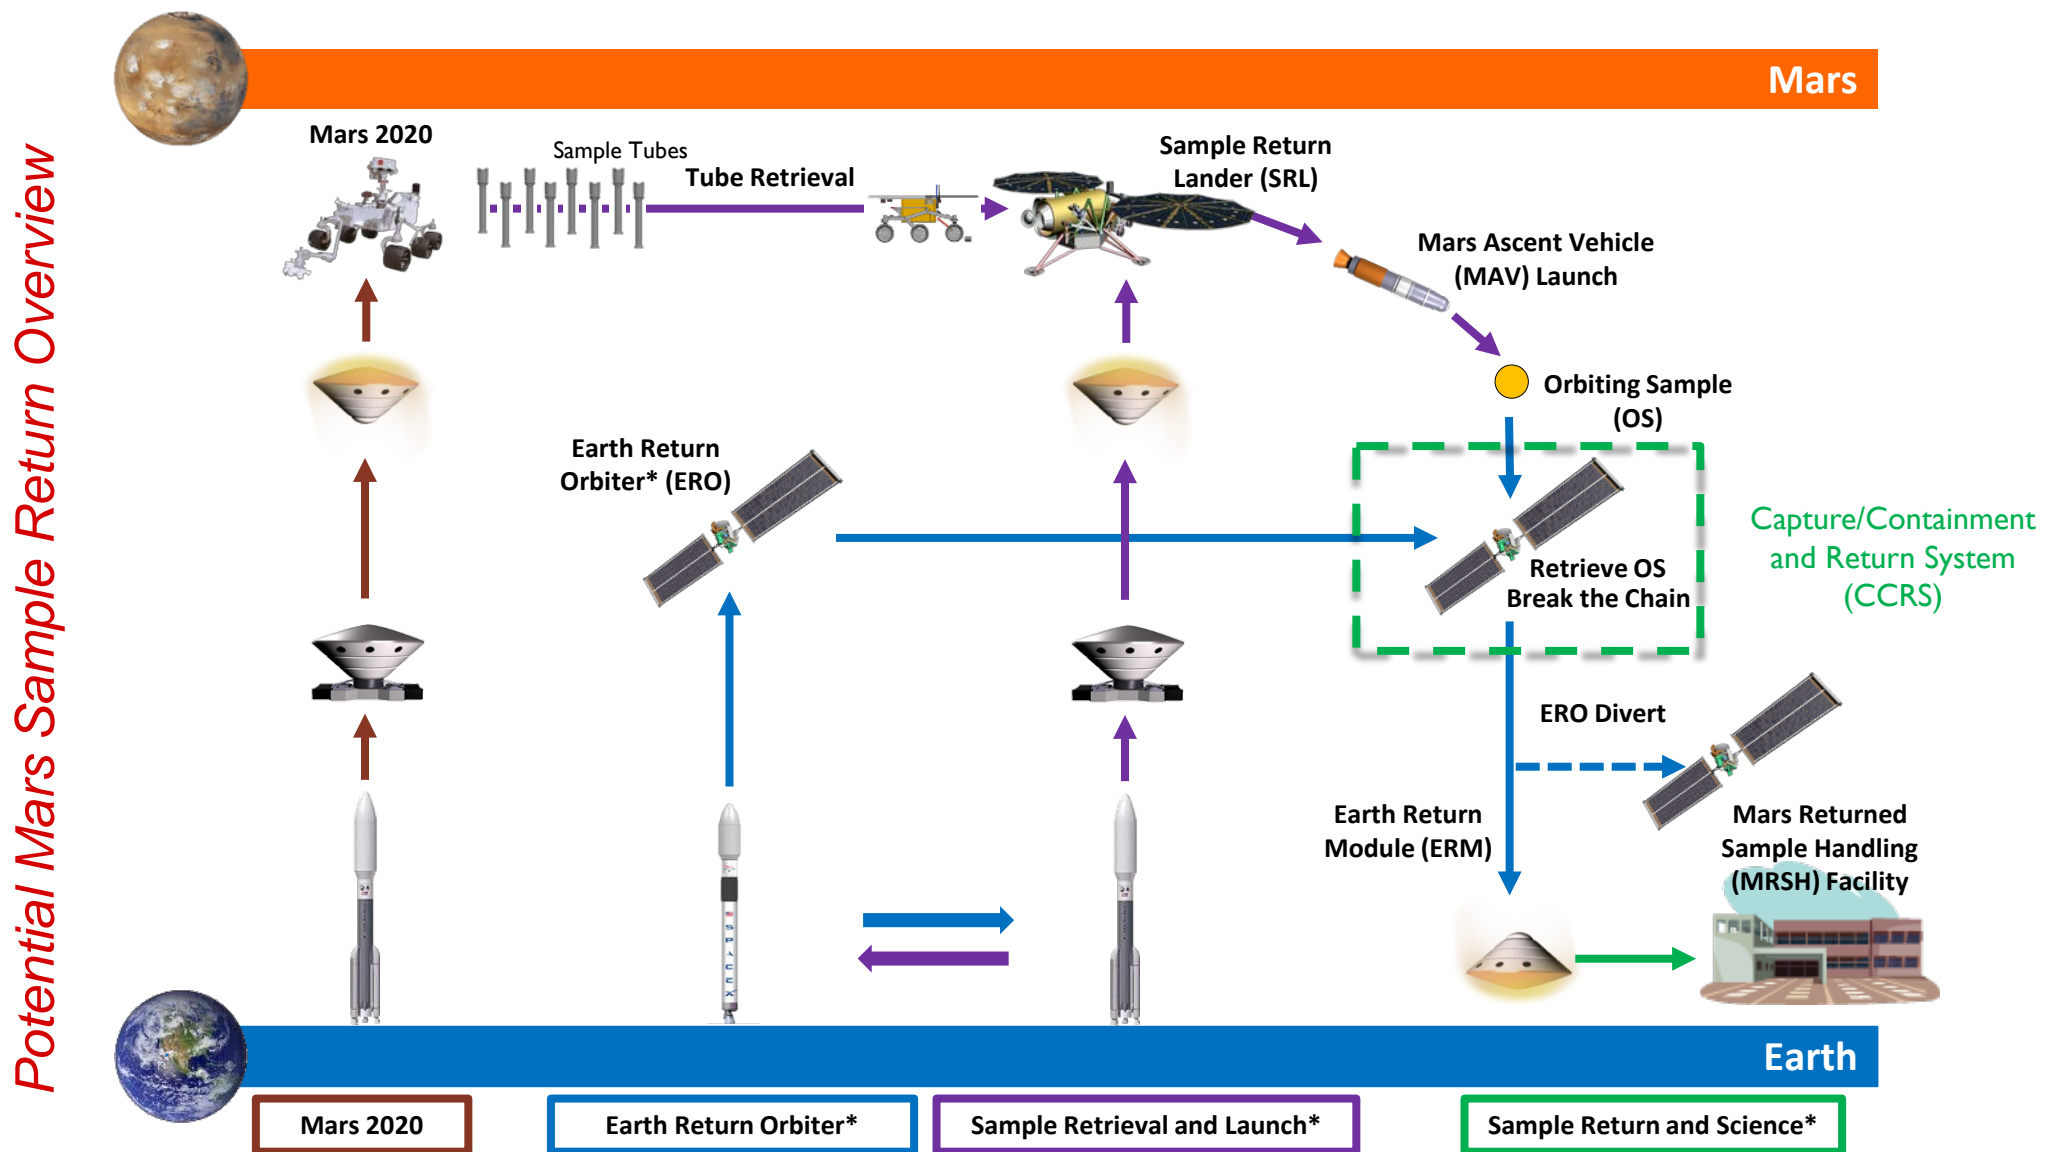 Potential Mars Sample Return Overview
Mars
Mars 2020
Sample Tubes
Tube Retrieval
Sample Return
Lander (SRL)
Mars Ascent Vehicle
(MAV) Launch
Orbiting Sample
(OS)
Earth Return
Orbiter* (ERO)
Capture/Containment
and Return System
(CCRS)
Retrieve OS
Break the Chain
ERO Divert
Earth Return
Module (ERM)
Mars Returned
Sample Handling
(MRSH) Facility
SPACEX
Earth
Mars 2020
Earth Return Orbiter*
Sample Retrieval and Launch*
Sample Return and Science*